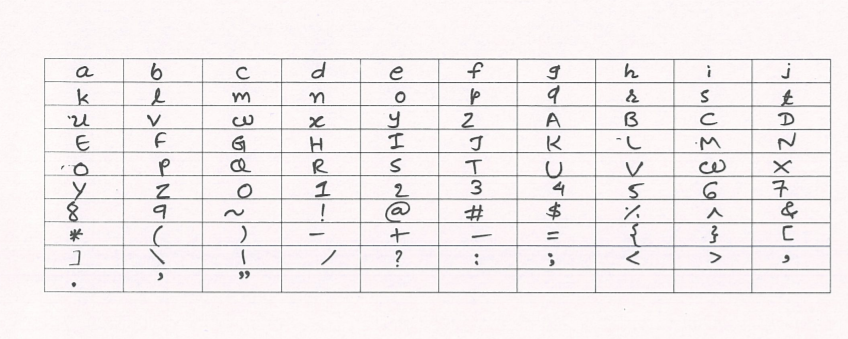 a b c d e f g h i j
k l m n o p q r s t
u v w x y z A B C D
E F G H I J K L M N
O P Q R S T U V W X
Y Z 0 1 2 3 4 5 6 7
8 9 ~ ! @ # $ % ^ &
* ( ) – + — = { } [
] \ | / ? : ; < > ,
. ’ ”